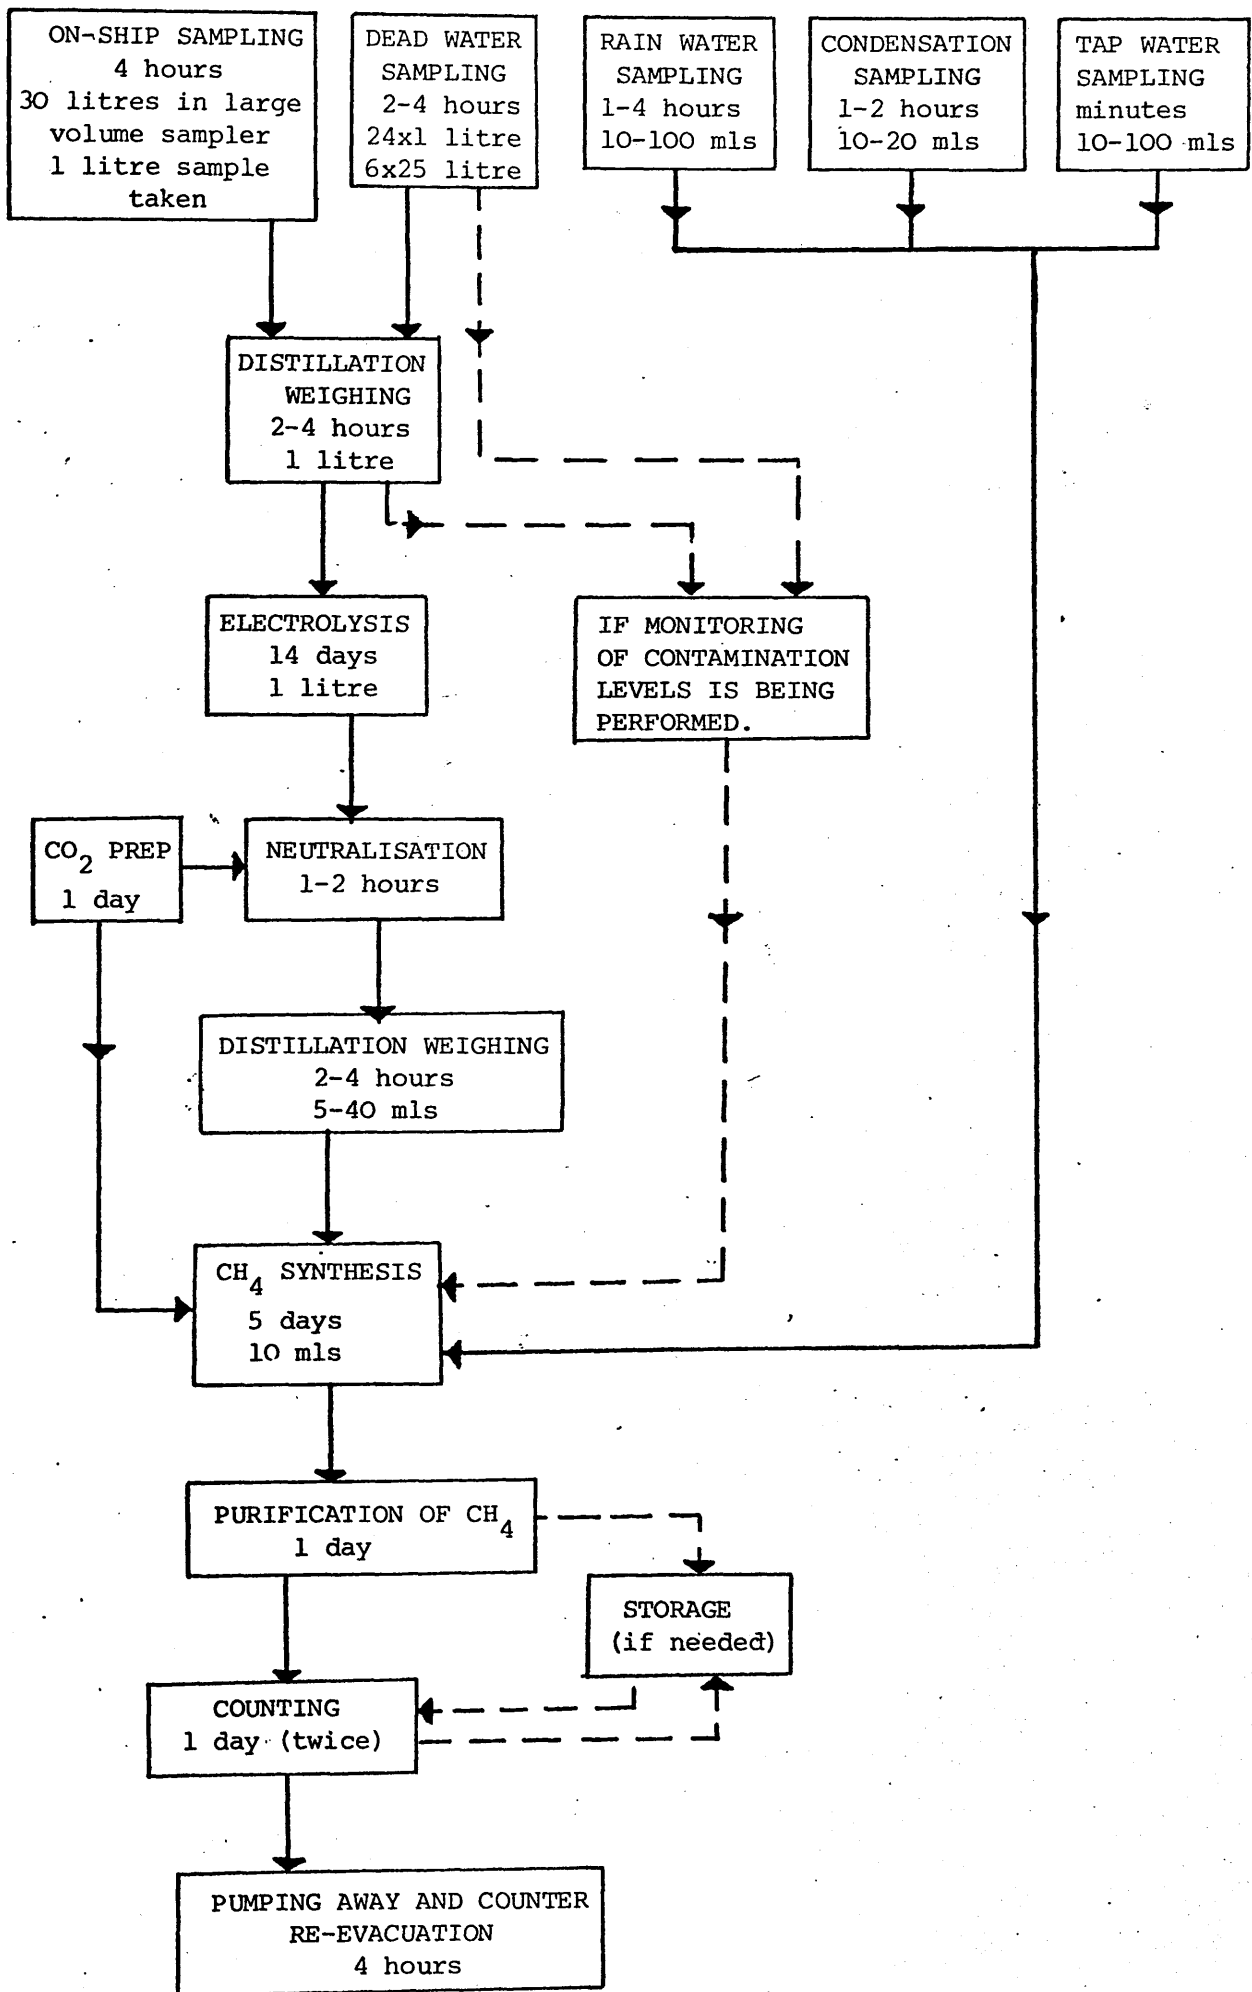 ON-SHIP SAMPLING
4 hours
30 litres in large
volume sampler
1 litre sample
taken
DEAD WATER
SAMPLING
2-4 hours
24x1 litre
6x25 litre
RAIN WATER
SAMPLING
1-4 hours
10-100 mls
CONDENSATION
SAMPLING
1-2 hours
10-20 mls
TAP WATER
SAMPLING
minutes
10-100 mls
DISTILLATION
WEIGHING
2-4 hours
1 litre
ELECTROLYSIS
14 days
1 litre
IF MONITORING
OF CONTAMINATION
LEVELS IS BEING
PERFORMED.
CO2 PREP
1 day
NEUTRALISATION
1-2 hours
DISTILLATION WEIGHING
2-4 hours
5-40 mls
CH4 SYNTHESIS
5 days
10 mls
PURIFICATION OF CH4
1 day
STORAGE
(if needed)
COUNTING
1 day (twice)
PUMPING AWAY AND COUNTER
RE-EVACUATION
4 hours